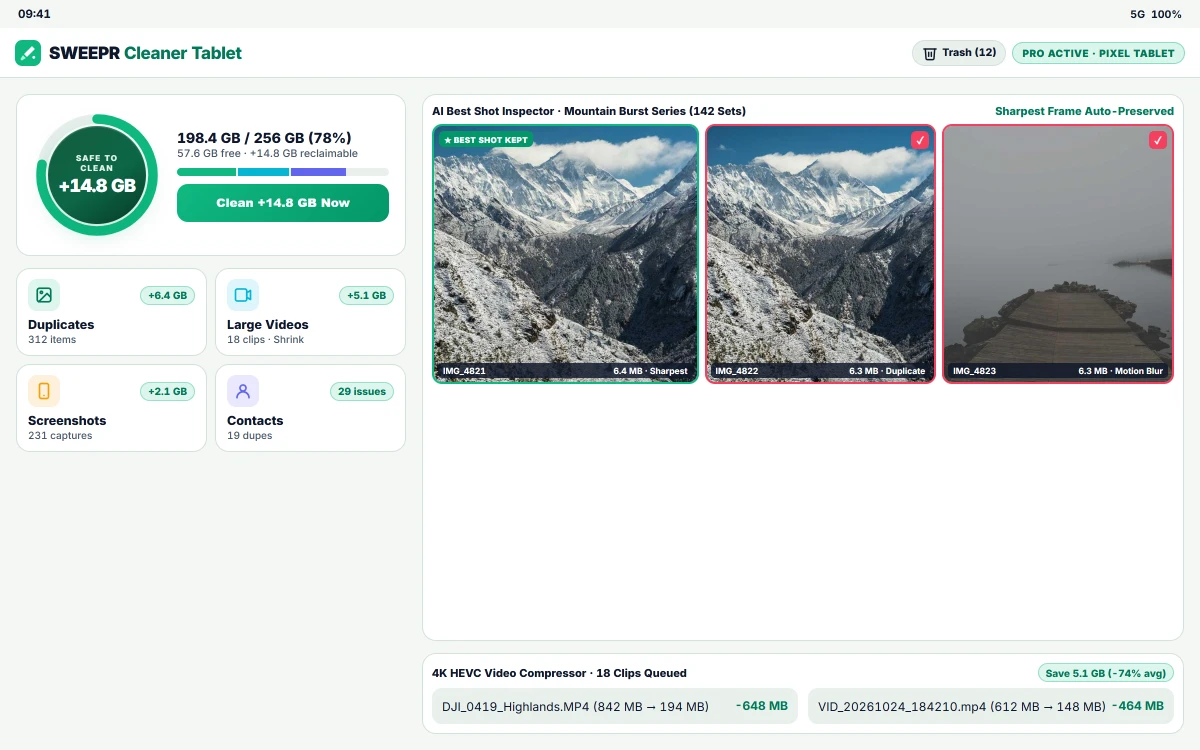 09:41
5G 100%
SWEEPR Cleaner Tablet
Trash (12)
PRO ACTIVE · PIXEL TABLET
SAFE TO
CLEAN
+14.8 GB
198.4 GB / 256 GB (78%)
57.6 GB free · +14.8 GB reclaimable
Clean +14.8 GB Now
+6.4 GB
Duplicates
312 items
+5.1 GB
Large Videos
18 clips · Shrink
+2.1 GB
Screenshots
231 captures
29 issues
Contacts
19 dupes
AI Best Shot Inspector · Mountain Burst Series (142 Sets)
Sharpest Frame Auto-Preserved
★ BEST SHOT KEPT
IMG_4821
6.4 MB · Sharpest
✓
IMG_4822
6.3 MB · Duplicate
✓
IMG_4823
6.3 MB · Motion Blur
4K HEVC Video Compressor · 18 Clips Queued
Save 5.1 GB (-74% avg)
DJI_0419_Highlands.MP4 (842 MB → 194 MB)
-648 MB
VID_20261024_184210.mp4 (612 MB → 148 MB)
-464 MB